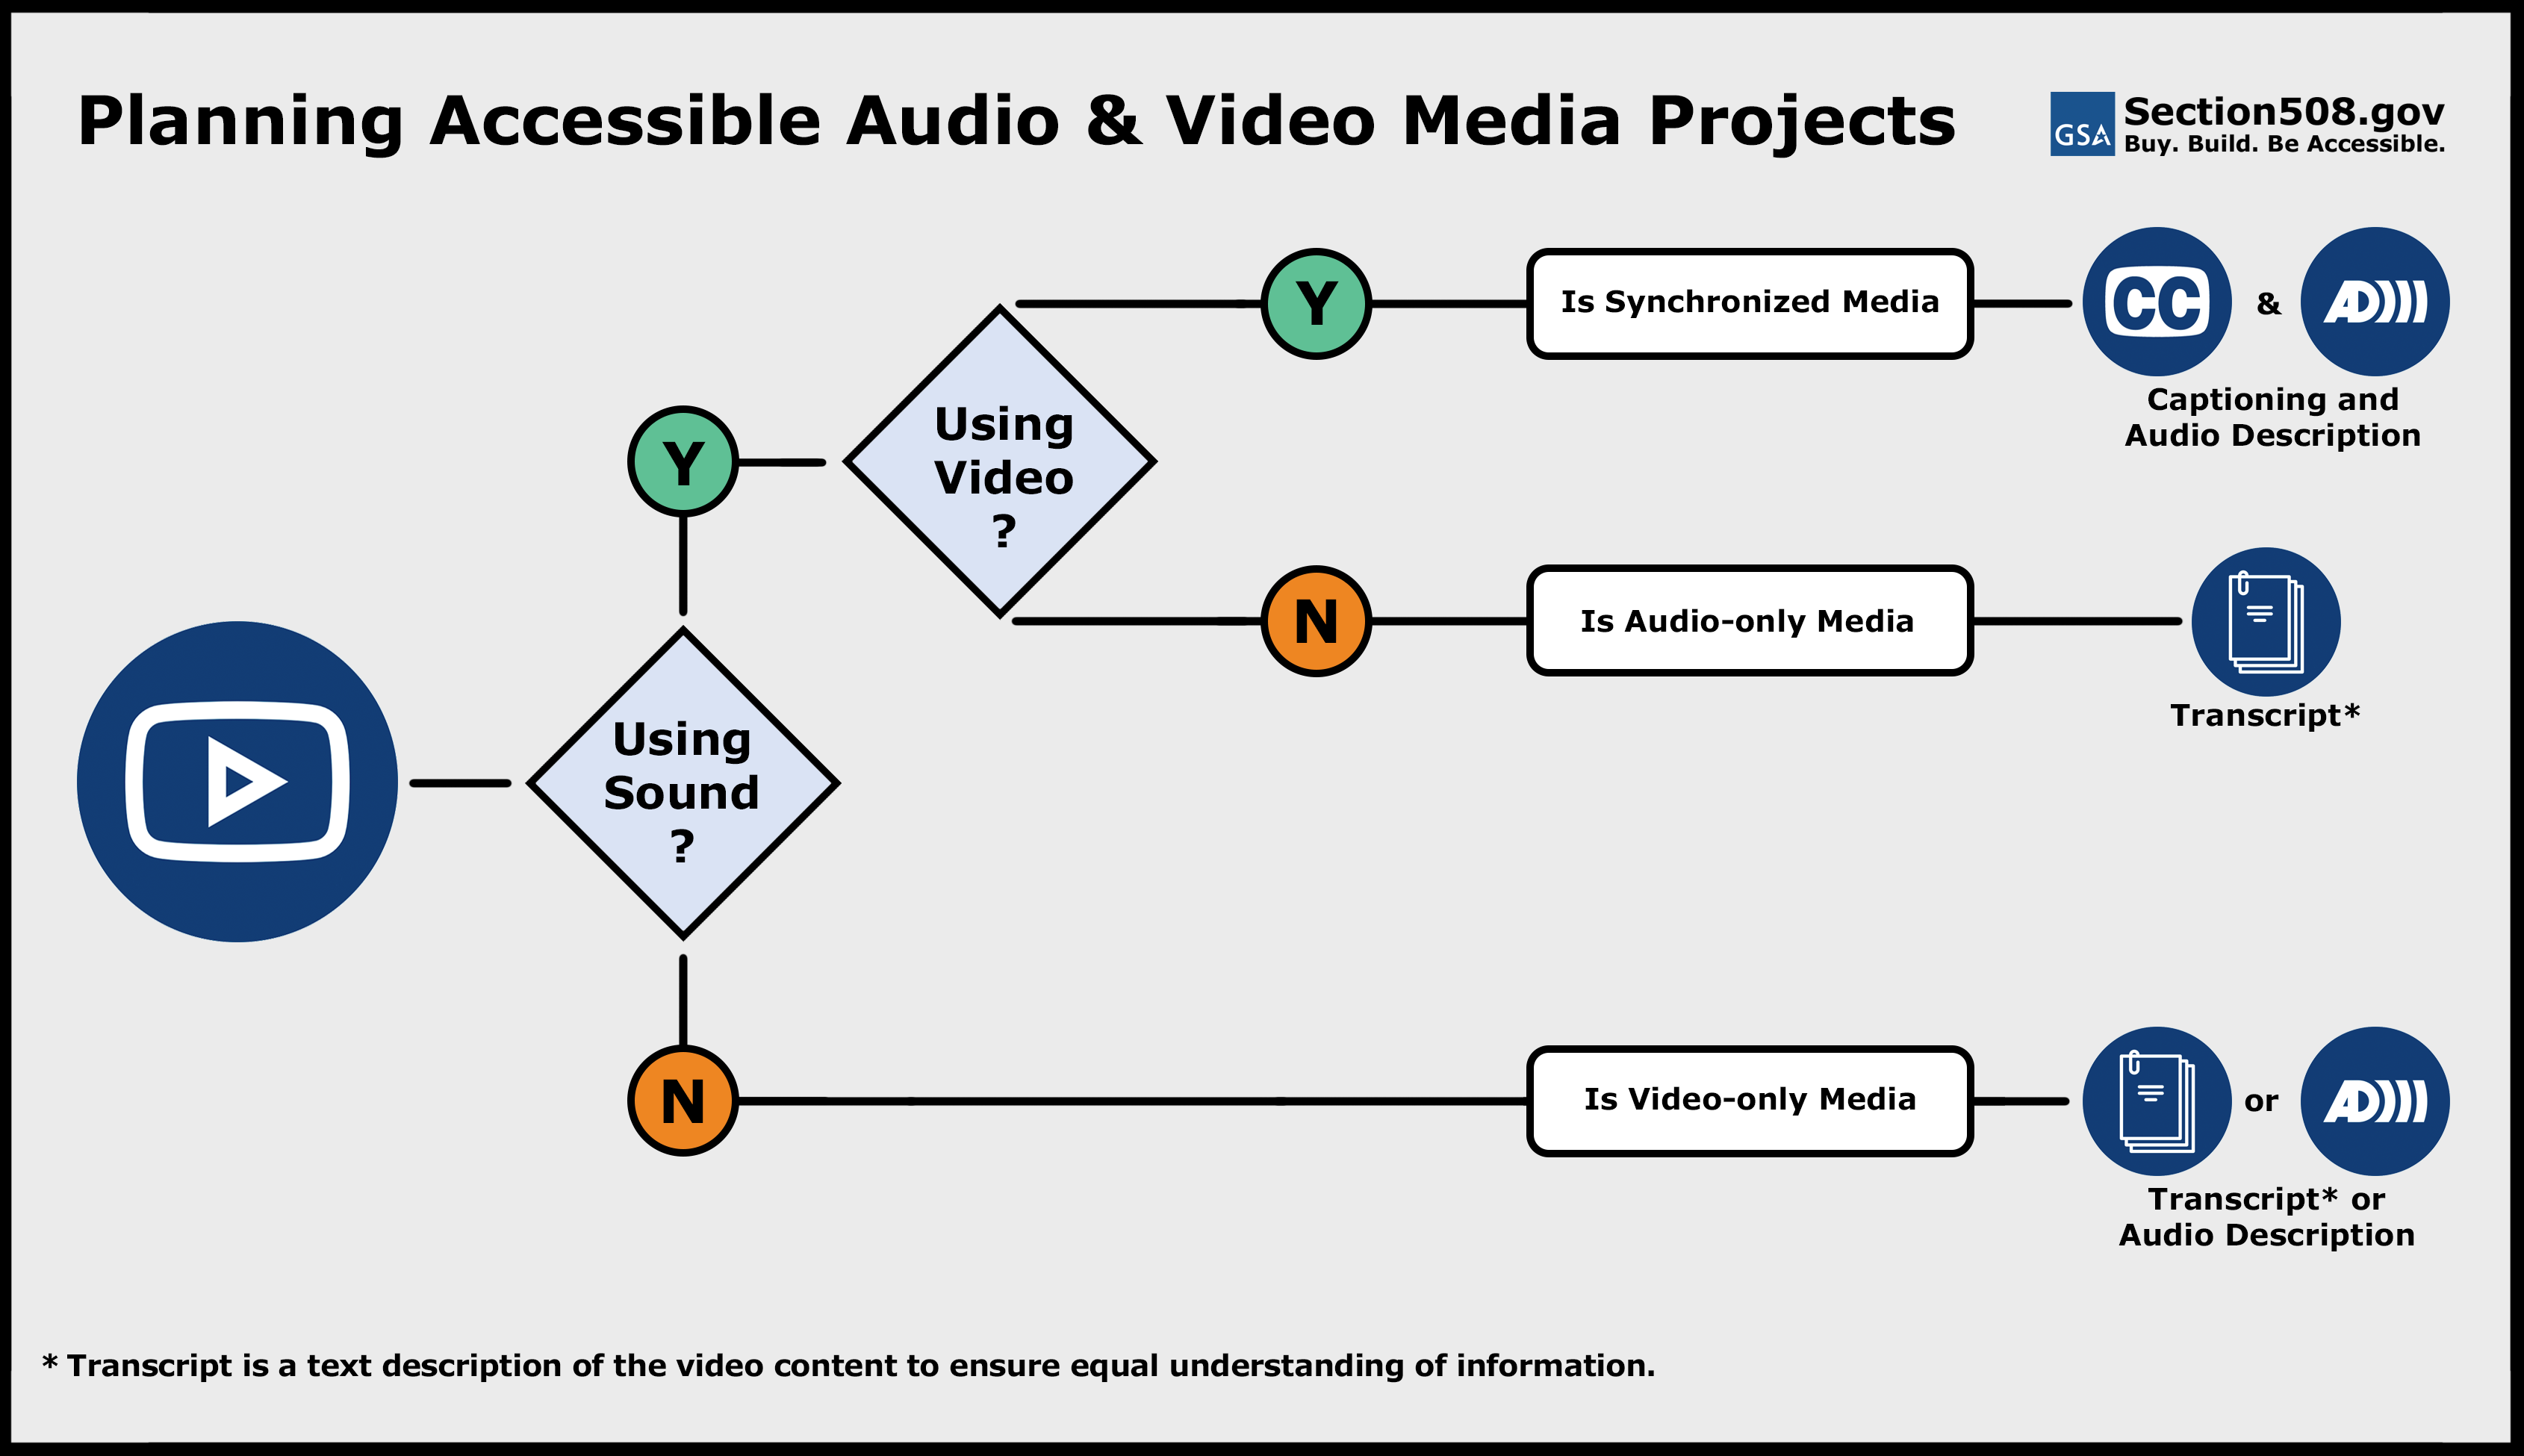 Planning Accessible Audio & Video Media Projects
GSA
Section508.gov
Buy. Build. Be Accessible.
Y
Is Synchronized Media
CC
&
AD
Captioning and
Audio Description
Y
Using
Video
?
N
Is Audio-only Media
Transcript*
Using
Sound
?
N
Is Video-only Media
or
AD
Transcript* or
Audio Description
* Transcript is a text description of the video content to ensure equal understanding of information.